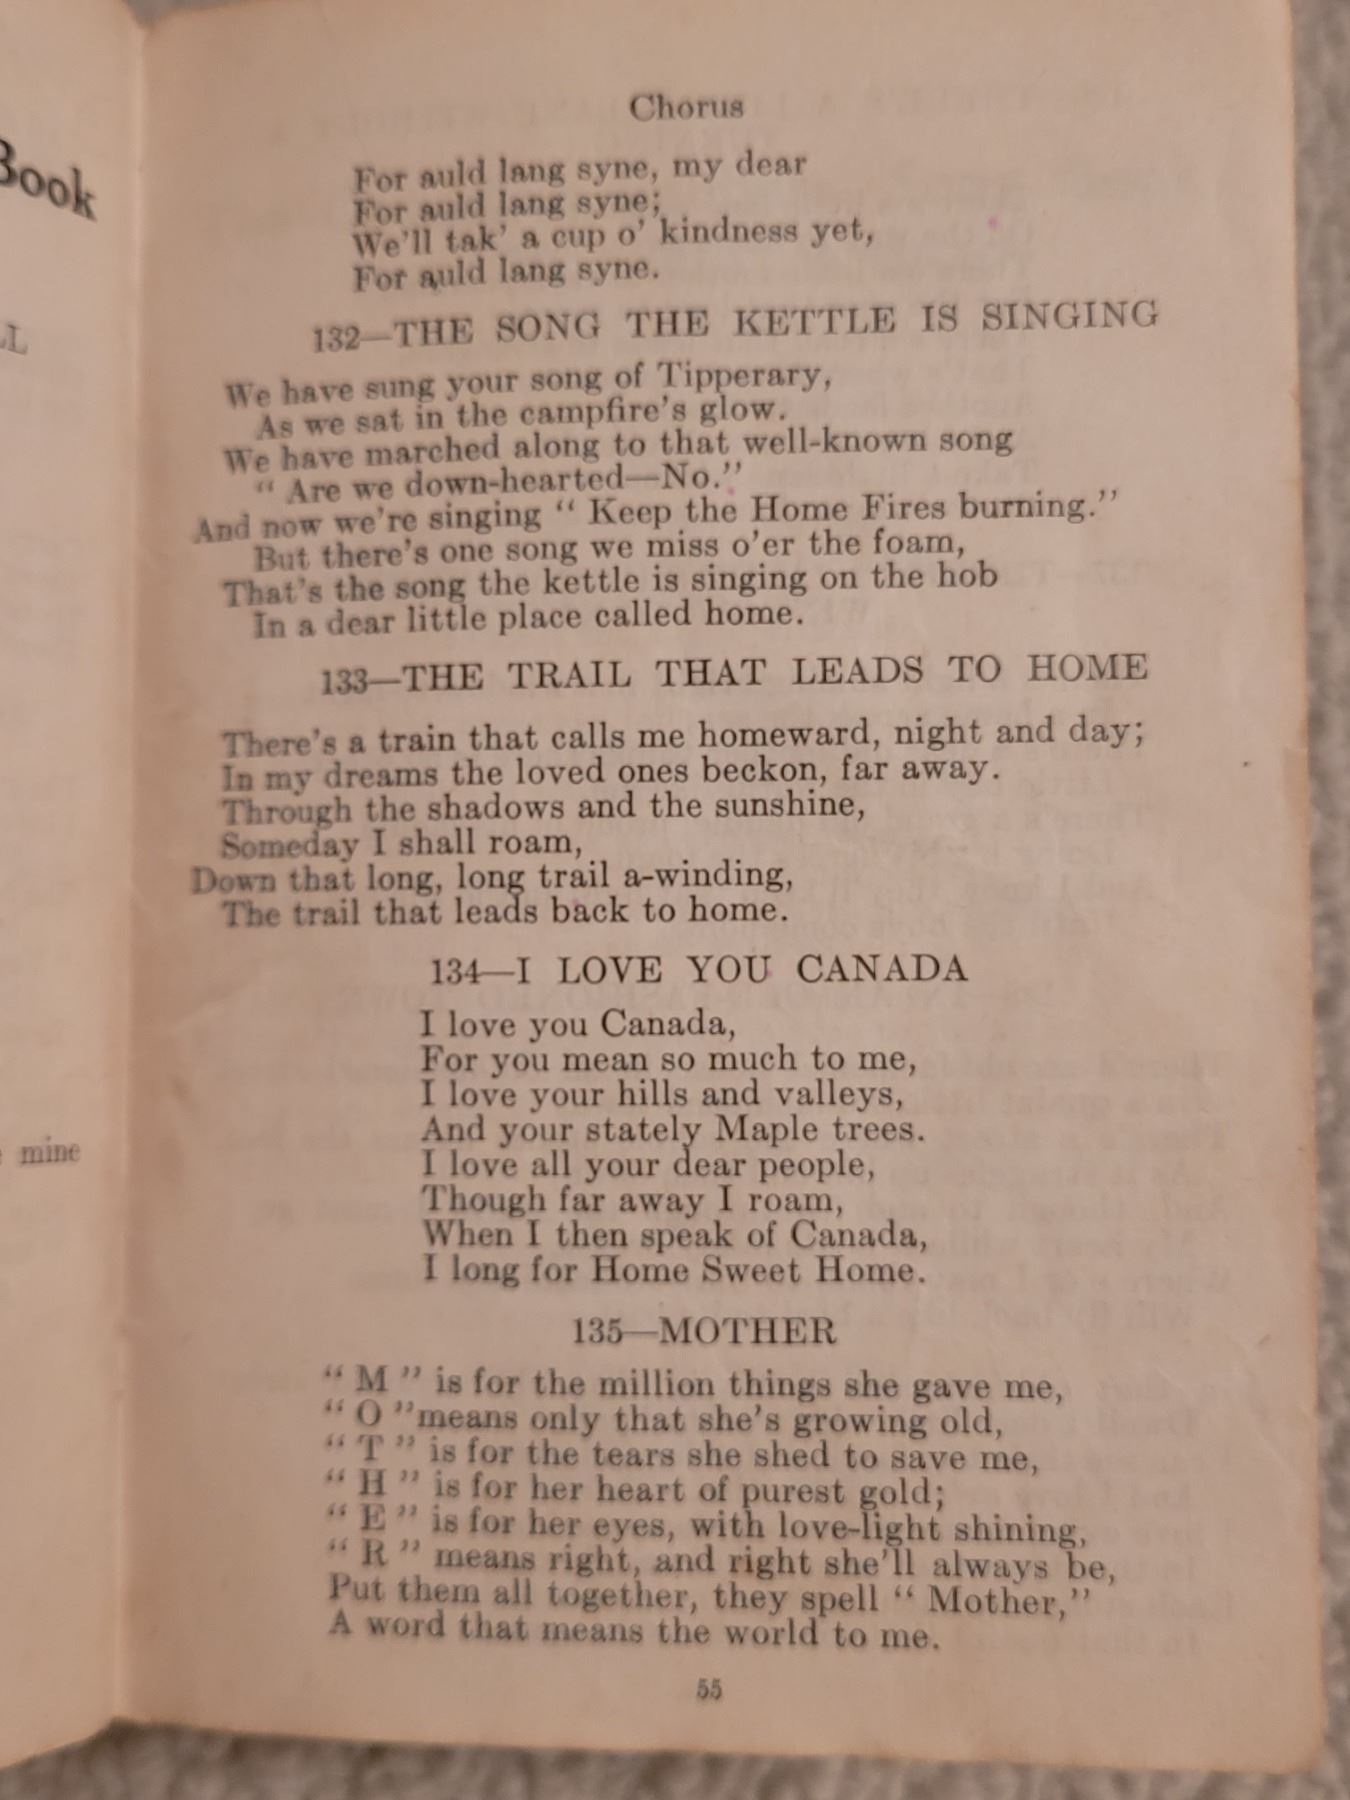 Book
LL
mine
Chorus
For auld lang syne, my dear
For auld lang syne;
We'll tak' a cup o' kindness yet,
For auld lang syne.
132—THE SONG THE KETTLE IS SINGING
We have sung your song of Tipperary,
As we sat in the campfire's glow.
We have marched along to that well-known song
" Are we down-hearted—No."
And now we're singing " Keep the Home Fires burning."
But there's one song we miss o'er the foam,
That's the song the kettle is singing on the hob
In a dear little place called home.
133—THE TRAIL THAT LEADS TO HOME
There's a train that calls me homeward, night and day;
In my dreams the loved ones beckon, far away.
Through the shadows and the sunshine,
Someday I shall roam,
Down that long, long trail a-winding,
The trail that leads back to home.
134—I LOVE YOU CANADA
I love you Canada,
For you mean so much to me,
I love your hills and valleys,
And your stately Maple trees.
I love all your dear people,
Though far away I roam,
When I then speak of Canada,
I long for Home Sweet Home.
135—MOTHER
" M " is for the million things she gave me,
" O "means only that she's growing old,
" T " is for the tears she shed to save me,
" H " is for her heart of purest gold;
" E " is for her eyes, with love-light shining,
" R " means right, and right she'll always be,
Put them all together, they spell " Mother,"
A word that means the world to me.
55